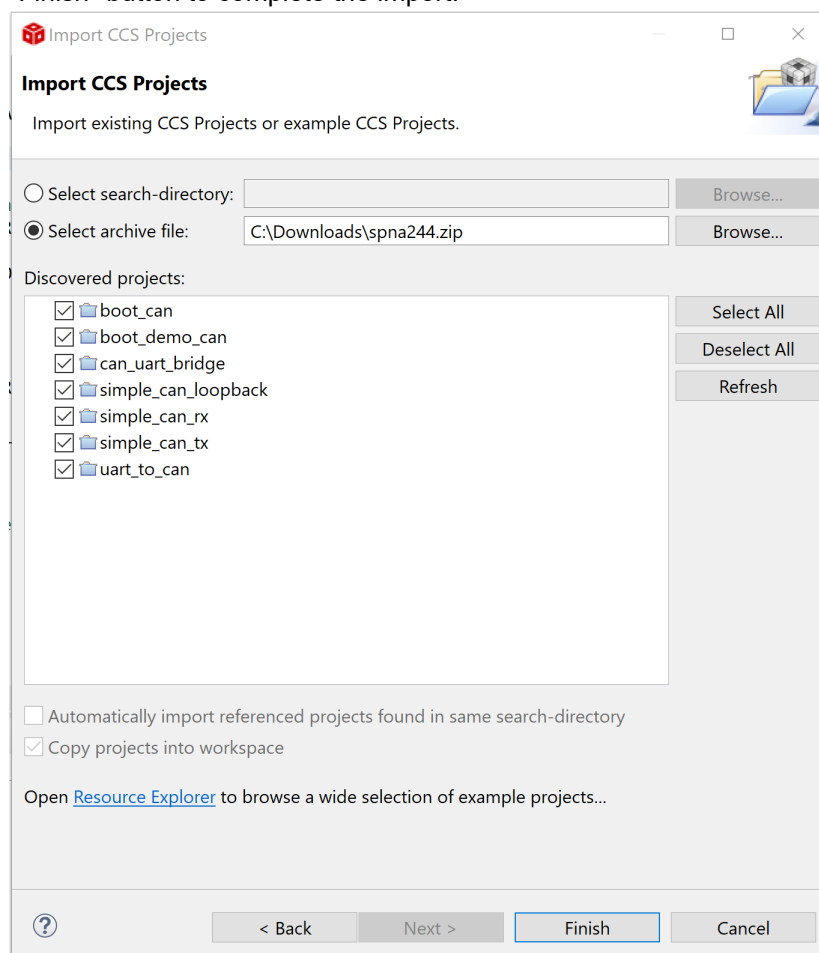 Import CCS Projects
Import CCS Projects
Import existing CCS Projects or example CCS Projects.
Select search-directory:
Browse...
Select archive file:
C:\Downloads\spna244.zip
Browse...
Discovered projects:
boot_can
Select All
boot_demo_can
Deselect All
can_uart_bridge
simple_can_loopback
Refresh
simple_can_rx
simple_can_tx
uart_to_can
Automatically import referenced projects found in same search-directory
Copy projects into workspace
Open Resource Explorer to browse a wide selection of example projects...
? < Back Next > Finish Cancel